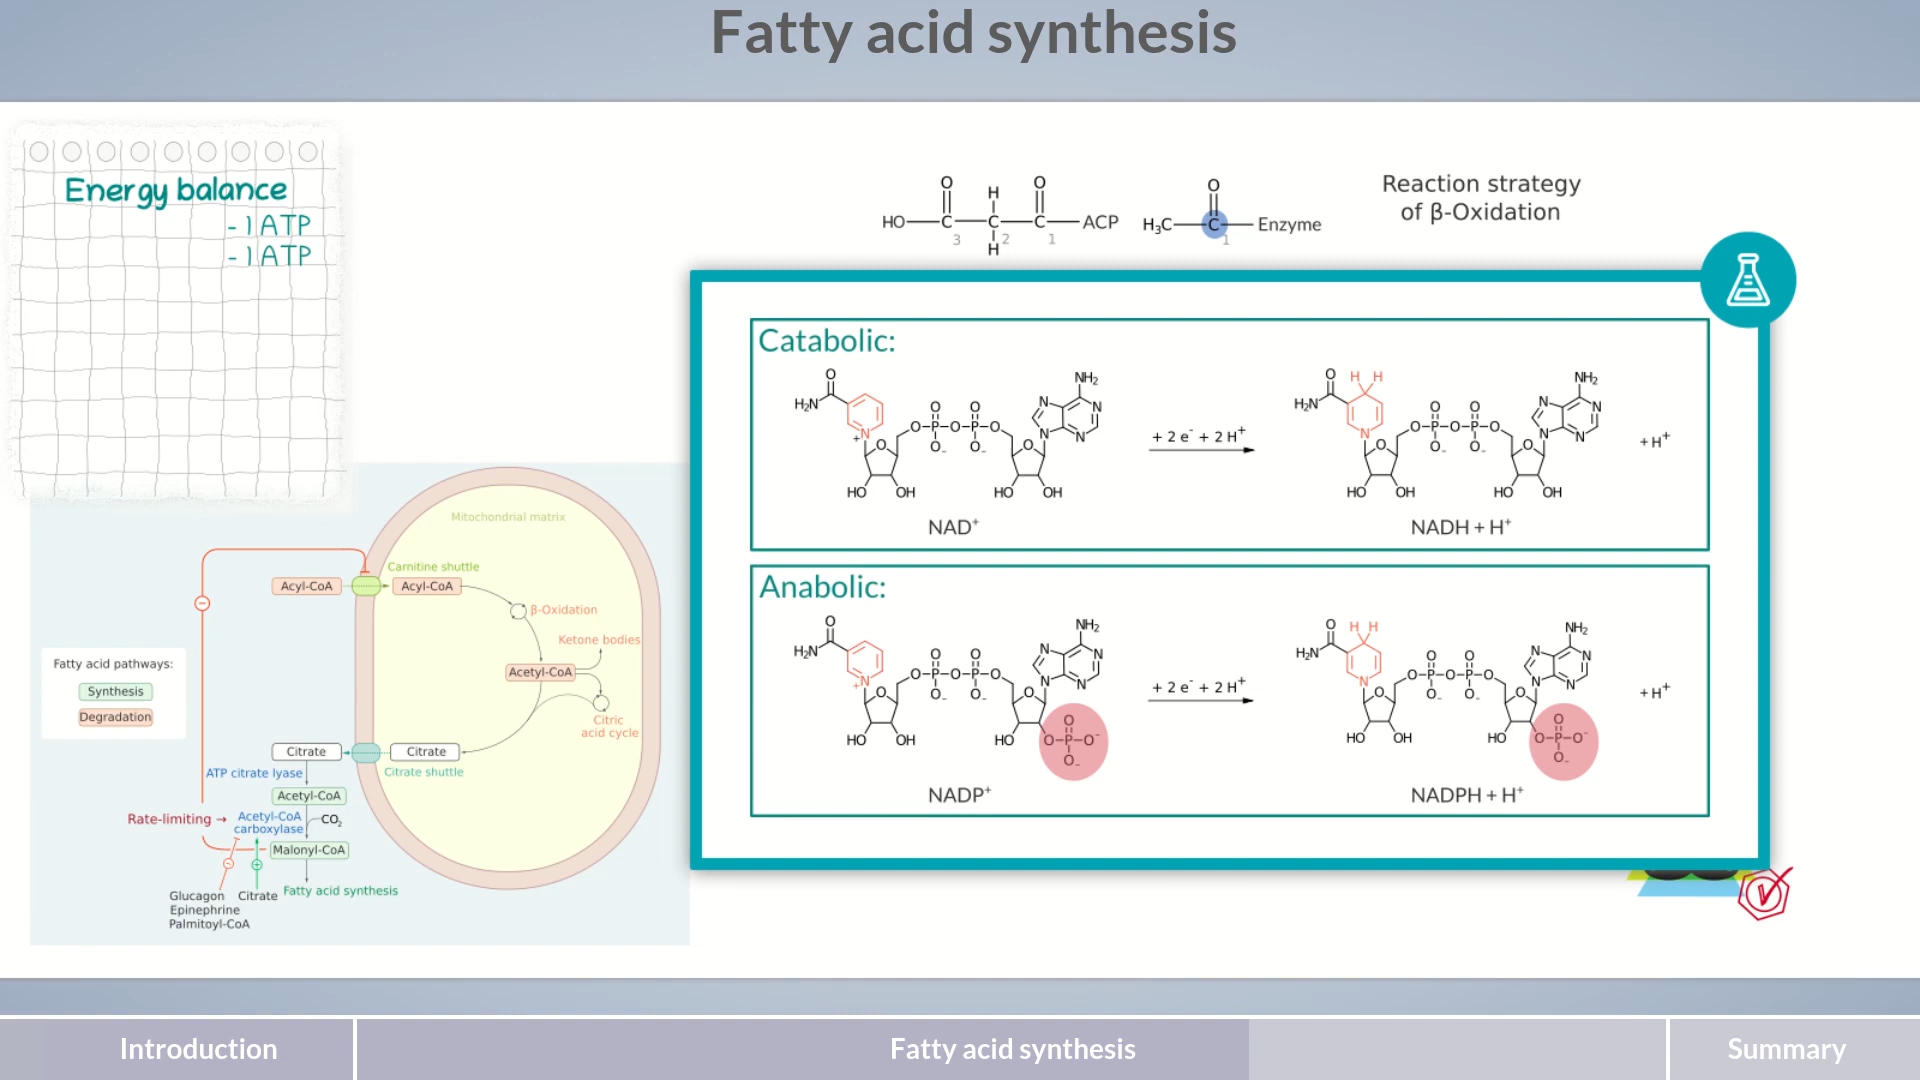 Fatty acid synthesis
Energy balance
- 1 ATP
- 1 ATP
O
H
O
HO
C
C
C
ACP
3
2
1
H
O
H₃C
C
Enzyme
1
Reaction strategy
of β-Oxidation
Catabolic:
O
H₂N
+
N
O
HO
OH
O
O
P
O
P
O
O
-
O
-
NH₂
N
N
N
N
O
HO
OH
NAD⁺
+ 2 e⁻ + 2 H⁺
O
H
H
H₂N
N
O
HO
OH
O
O
P
O
P
O
O
-
O
-
NH₂
N
N
N
N
O
HO
OH
NADH + H⁺
+ H⁺
Anabolic:
O
H₂N
+
N
O
HO
OH
O
O
P
O
P
O
O
-
O
-
NH₂
N
N
N
N
O
HO
O
O
P
O⁻
O
-
NADP⁺
+ 2 e⁻ + 2 H⁺
O
H
H
H₂N
N
O
HO
OH
O
O
P
O
P
O
O
-
O
-
NH₂
N
N
N
N
O
HO
O
O
P
O⁻
O
-
NADPH + H⁺
+ H⁺
Mitochondrial matrix
Carnitine shuttle
Acyl-CoA
Acyl-CoA
β-Oxidation
Ketone bodies
Acetyl-CoA
Citric
acid cycle
Fatty acid pathways:
Synthesis
Degradation
Citrate
Citrate
ATP citrate lyase
Citrate shuttle
Acetyl-CoA
Rate-limiting →
Acetyl-CoA
carboxylase
CO₂
Malonyl-CoA
Glucagon
Epinephrine
Palmitoyl-CoA
Citrate
Fatty acid synthesis
Introduction
Fatty acid synthesis
Summary